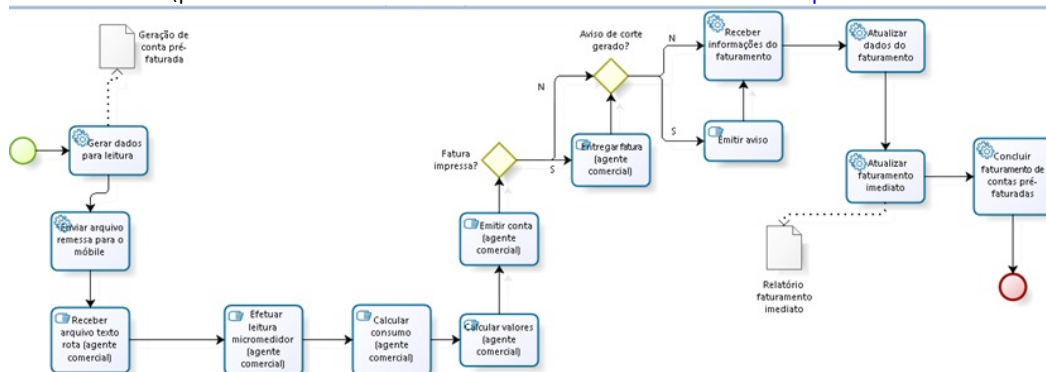 Geração de
conta pré-
faturada
Gerar dados
para leitura
Enviar arquivo
remessa para o
móbile
Receber
arquivo texto
rota (agente
comercial)
Efetuar
leitura
micromedidor
(agente
comercial)
Calcular
consumo
(agente
comercial)
Calcular valores
(agente
comercial)
Emitir conta
(agente
comercial)
Fatura
impressa?
N
S
Entregar fatura
(agente
comercial)
Aviso de corte
gerado?
N
S
Emitir aviso
Receber
informações do
faturamento
Atualizar
dados do
faturamento
Atualizar
faturamento
imediato
Relatório
faturamento
imediato
Concluir
faturamento de
contas pré-
faturadas